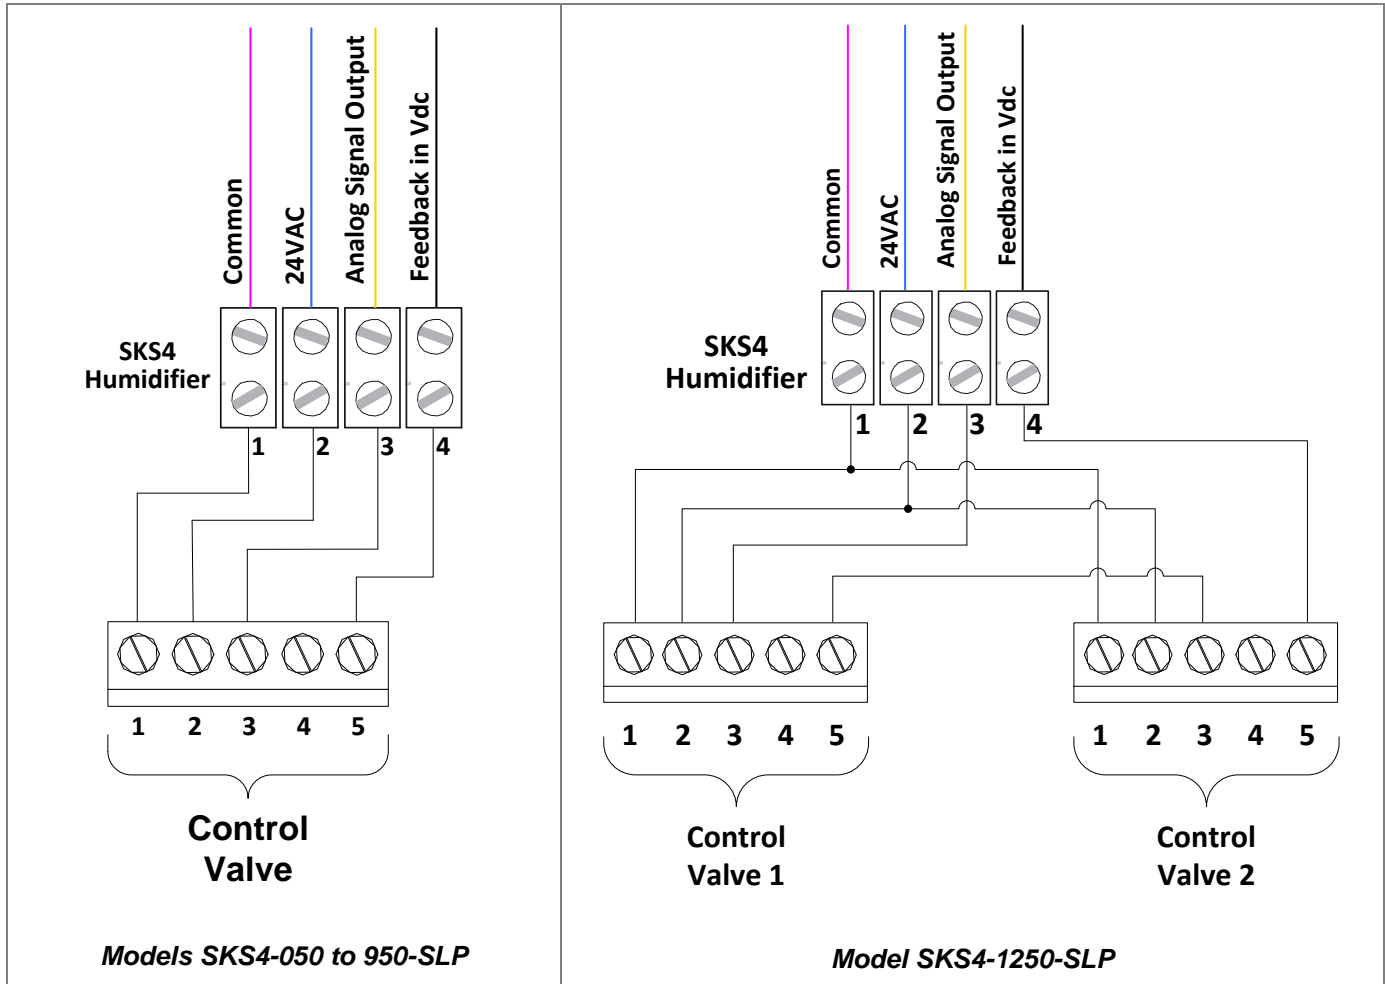 Common
24VAC
Analog Signal Output
Feedback in Vdc
SKS4
Humidifier
1 2 3 4
1 2 3 4 5
Control
Valve
Models SKS4-050 to 950-SLP
Common
24VAC
Analog Signal Output
Feedback in Vdc
SKS4
Humidifier
1 2 3 4
1 2 3 4 5
Control
Valve 1
1 2 3 4 5
Control
Valve 2
Model SKS4-1250-SLP